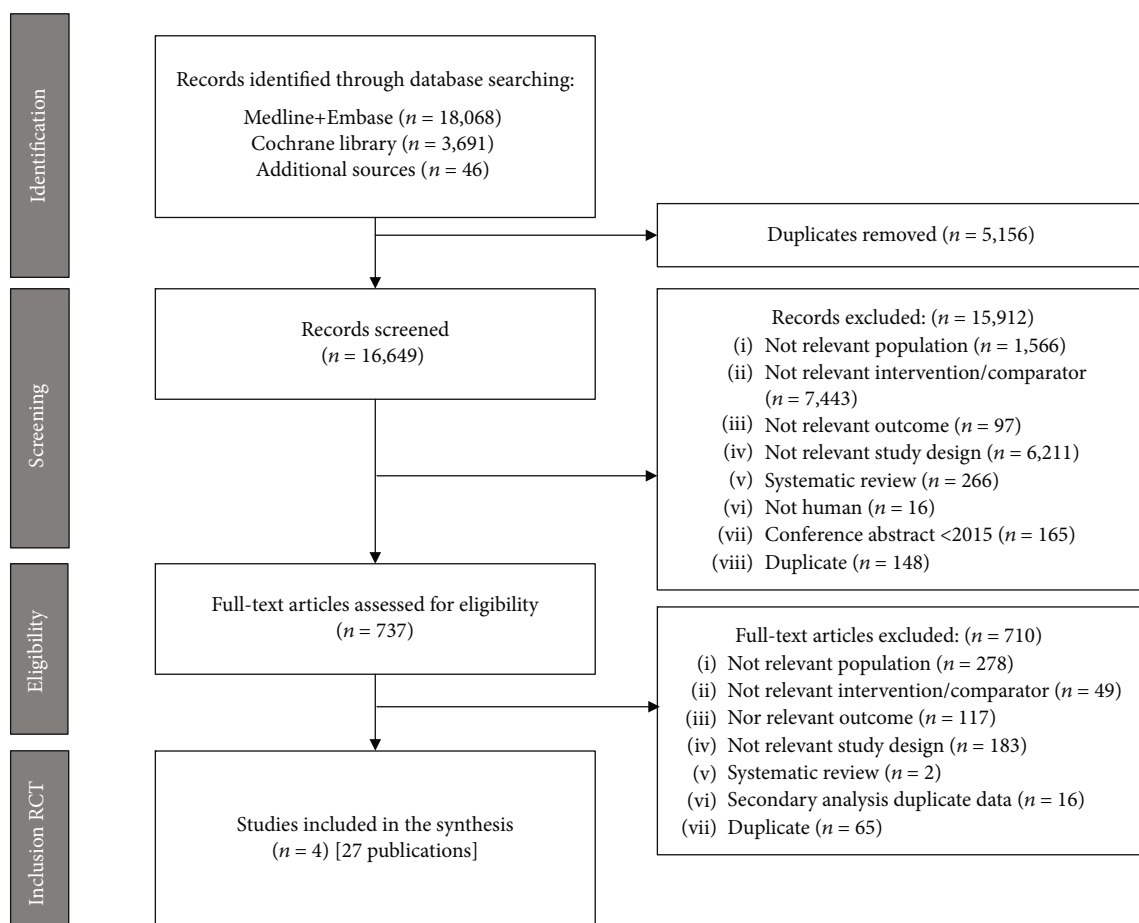 Identification
Records identified through database searching:
Medline+Embase (n = 18,068)
Cochrane library (n = 3,691)
Additional sources (n = 46)
Duplicates removed (n = 5,156)
Screening
Records screened
(n = 16,649)
Records excluded: (n = 15,912)
(i) Not relevant population (n = 1,566)
(ii) Not relevant intervention/comparator
(n = 7,443)
(iii) Not relevant outcome (n = 97)
(iv) Not relevant study design (n = 6,211)
(v) Systematic review (n = 266)
(vi) Not human (n = 16)
(vii) Conference abstract <2015 (n = 165)
(viii) Duplicate (n = 148)
Eligibility
Full-text articles assessed for eligibility
(n = 737)
Full-text articles excluded: (n = 710)
(i) Not relevant population (n = 278)
(ii) Not relevant intervention/comparator (n = 49)
(iii) Nor relevant outcome (n = 117)
(iv) Not relevant study design (n = 183)
(v) Systematic review (n = 2)
(vi) Secondary analysis duplicate data (n = 16)
(vii) Duplicate (n = 65)
Inclusion RCT
Studies included in the synthesis
(n = 4) [27 publications]